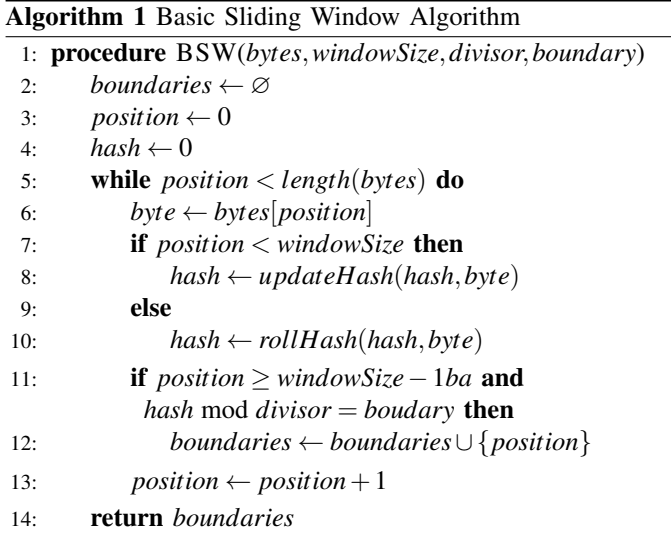 Algorithm 1 Basic Sliding Window Algorithm
1: procedure BSW(bytes,windowSize,divisor,boundary)
2: boundaries ← ∅
3: position ← 0
4: hash ← 0
5: while position < length(bytes) do
6: byte ← bytes[position]
7: if position < windowSize then
8: hash ← updateHash(hash,byte)
9: else
10: hash ← rollHash(hash,byte)
11: if position ≥ windowSize − 1ba and
hash mod divisor = boudary then
12: boundaries ← boundaries ∪ {position}
13: position ← position + 1
14: return boundaries